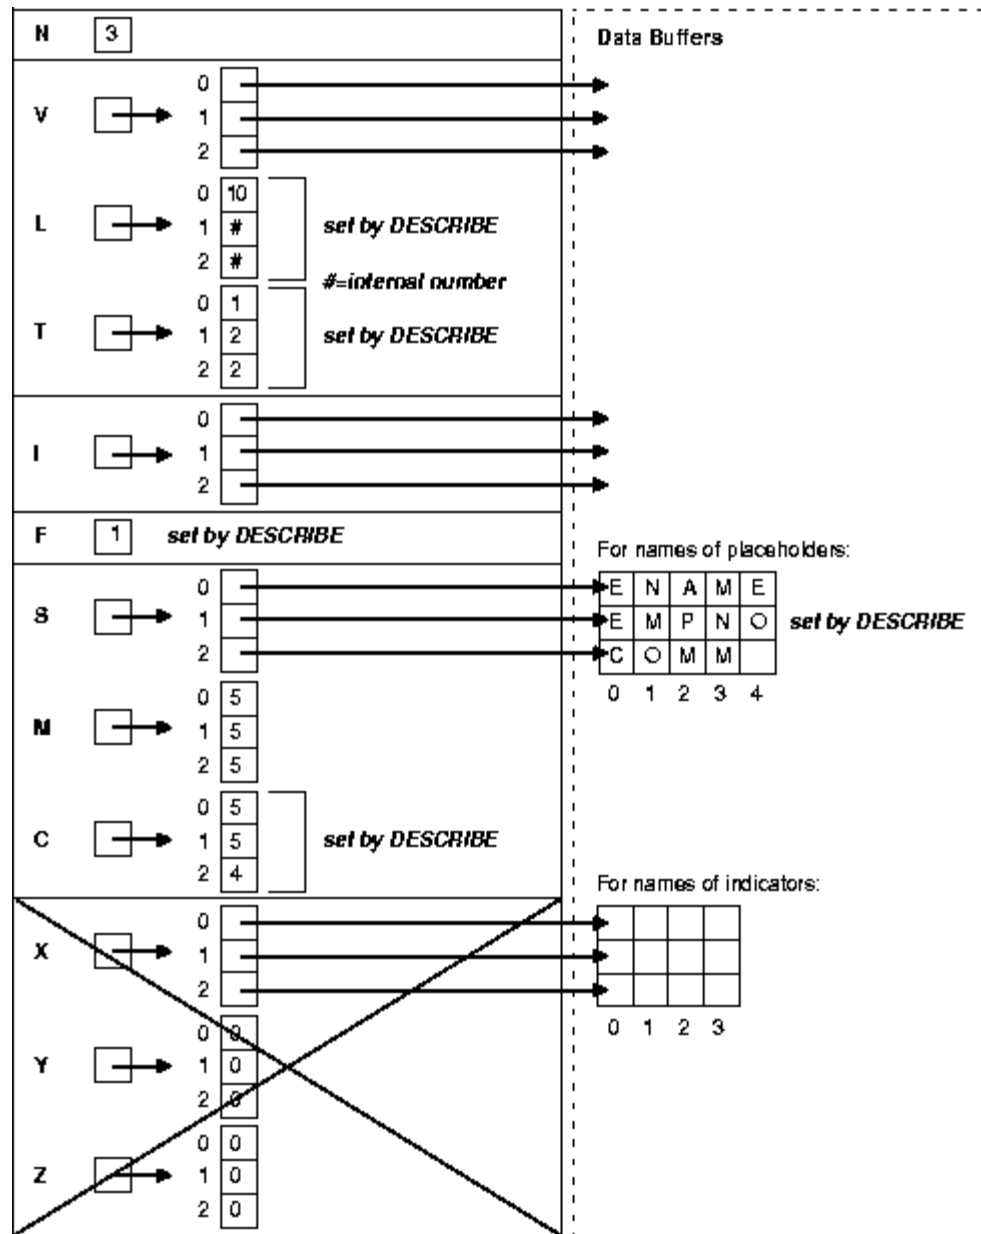 N 3
Data Buffers
V 0
1
2
L 0 10
1 #
2 #
set by DESCRIBE
#=internal number
T 0 1
1 2
2 2
set by DESCRIBE
I 0
1
2
F 1 set by DESCRIBE
For names of placeholders:
S 0
1
2
E N A M E
E M P N O
C O M M
set by DESCRIBE
0 1 2 3 4
M 0 5
1 5
2 5
C 0 5
1 5
2 4
set by DESCRIBE
For names of indicators:
X 0
1
2
0 1 2 3
Y 0 0
1 0
2 0
Z 0 0
1 0
2 0